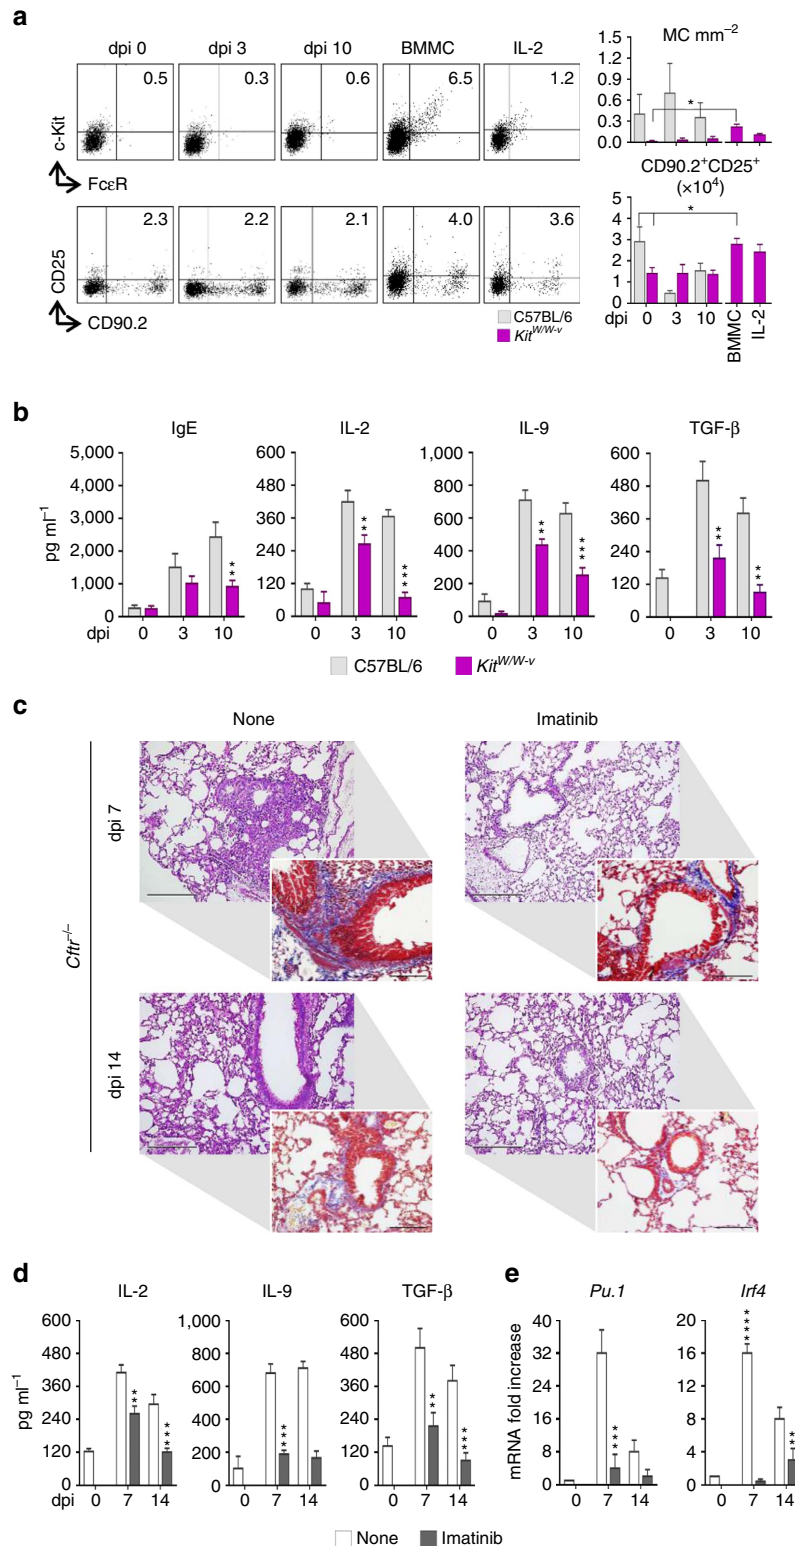 a
dpi 0 dpi 3 dpi 10 BMMC IL-2
0.5 0.3 0.6 6.5 1.2
c-Kit
FcεR
2.3 2.2 2.1 4.0 3.6
CD25
CD90.2
MC mm⁻²
1.5
1.2
0.9
0.6
0.3
0.0
*
CD90.2⁺CD25⁺
(×10⁴)
5
4
3
2
1
0
*
dpi 0 3 10 BMMC IL-2
C57BL/6
Kit^W/W-v
b
IgE IL-2 IL-9 TGF-β
pg ml⁻¹
5,000
4,000
3,000
2,000
1,000
0
**
600
480
360
240
120
0
** ***
1,000
800
600
400
200
0
** ***
600
480
360
240
120
0
** **
dpi 0 3 10 0 3 10 0 3 10 0 3 10
C57BL/6 Kit^W/W-v
c
None Imatinib
Cftr⁻/⁻
dpi 7
dpi 14
d
IL-2 IL-9 TGF-β
pg ml⁻¹
600
480
360
240
120
0
** ***
1,000
800
600
400
200
0
***
600
480
360
240
120
0
** ***
dpi 0 7 14 0 7 14 0 7 14
e
Pu.1 Irf4
mRNA fold increase
40
32
24
16
8
0
***
20
16
12
8
4
0
**** **
0 7 14 0 7 14
None Imatinib